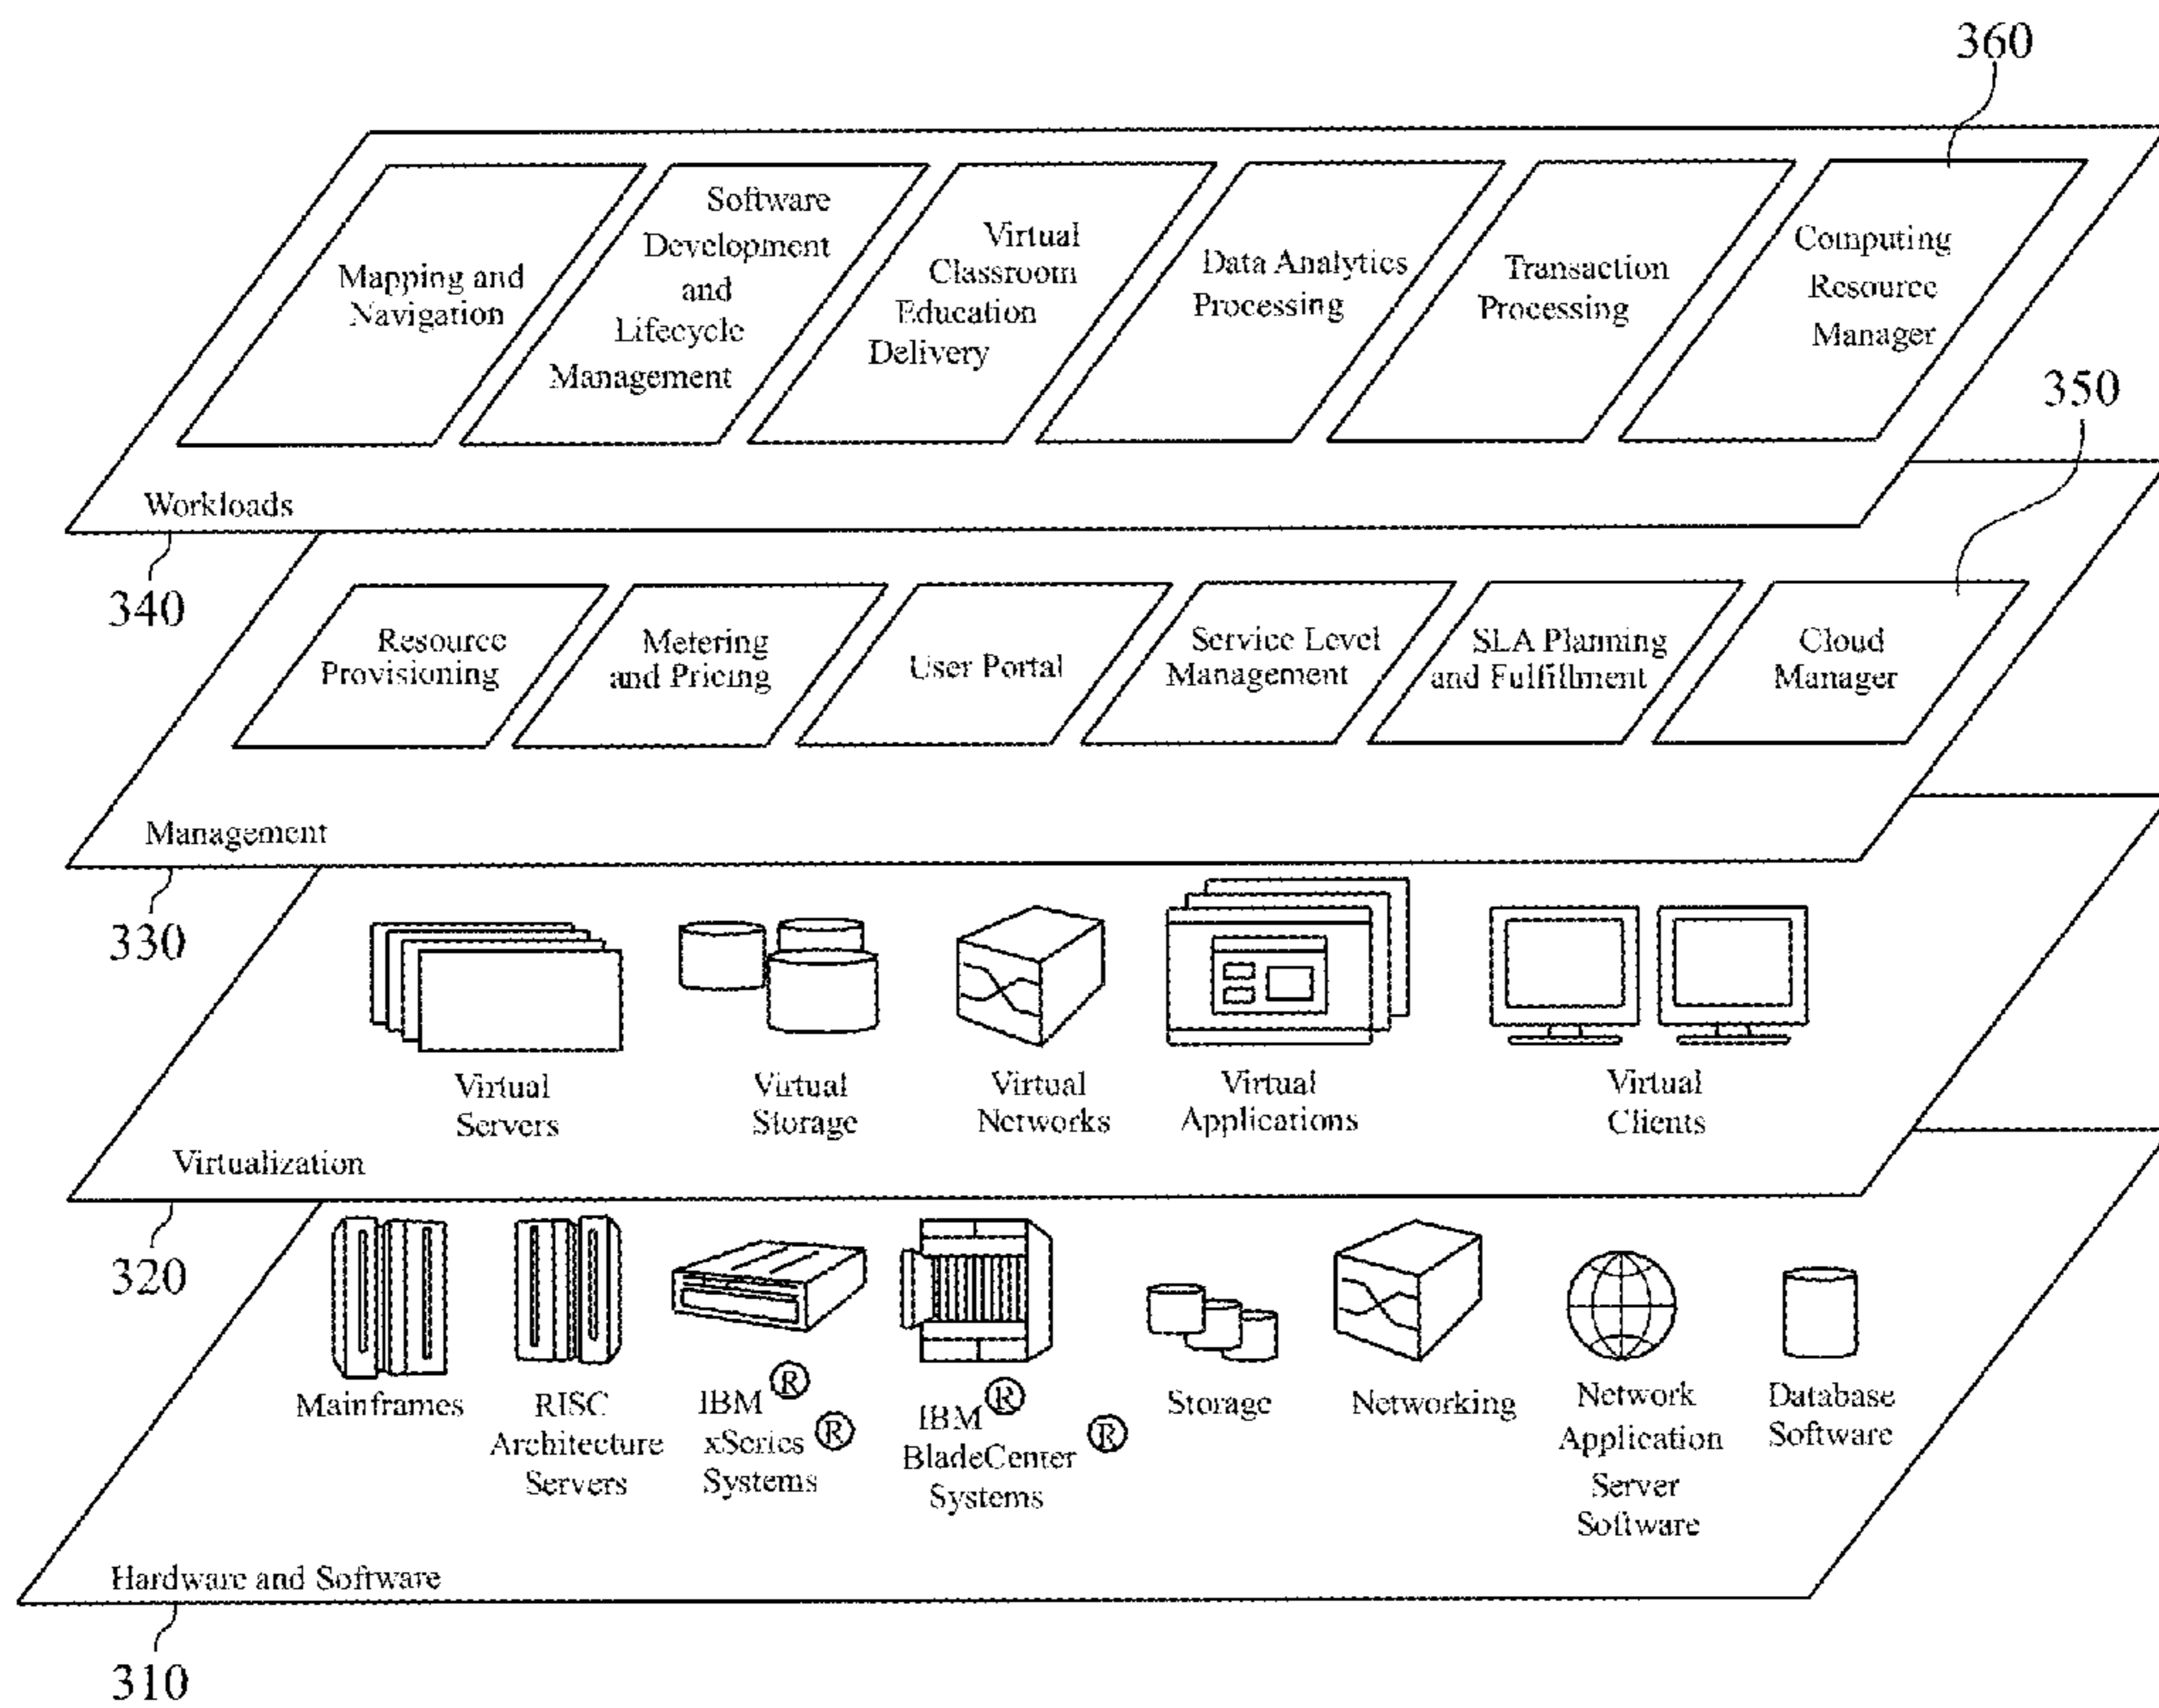 360
Mapping and
Navigation
Software
Development
and
Lifecycle
Management
Virtual
Classroom
Education
Delivery
Data Analytics
Processing
Transaction
Processing
Computing
Resource
Manager
350
Workloads
340
Resource
Provisioning
Metering
and Pricing
User Portal
Service Level
Management
SLA Planning
and Fulfillment
Cloud
Manager
Management
330
Virtual
Servers
Virtual
Storage
Virtual
Networks
Virtual
Applications
Virtual
Clients
Virtualization
320
Mainframes
RISC
Architecture
Servers
IBM ®
xSeries ®
Systems
IBM ®
BladeCenter ®
Systems
Storage
Networking
Network
Application
Server
Software
Database
Software
Hardware and Software
310